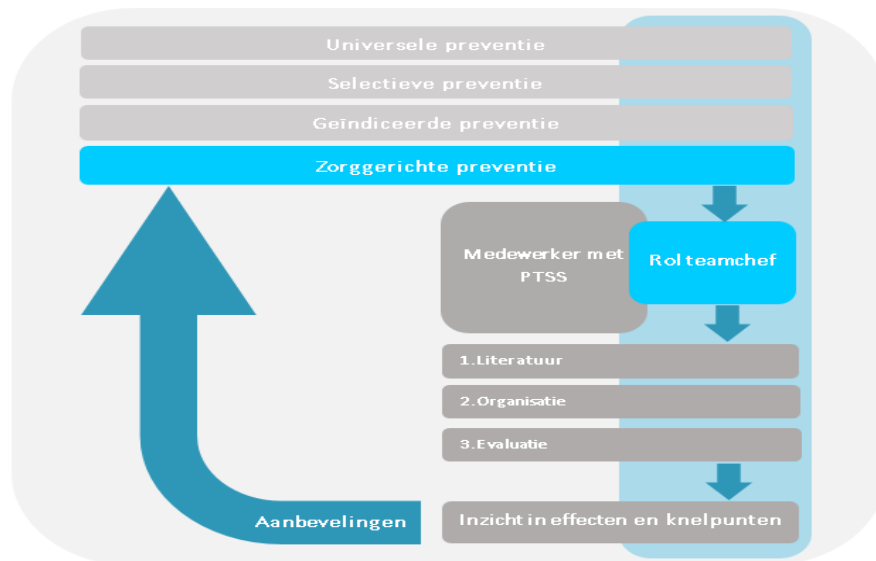 Universele preventie
Selectieve preventie
Geïndiceerde preventie
Zorggerichte preventie
Medewerker met
PTSS
Rol teamchef
1.Literatuur
2.Organisatie
3.Evaluatie
Aanbevelingen
Inzicht in effecten en knelpunten